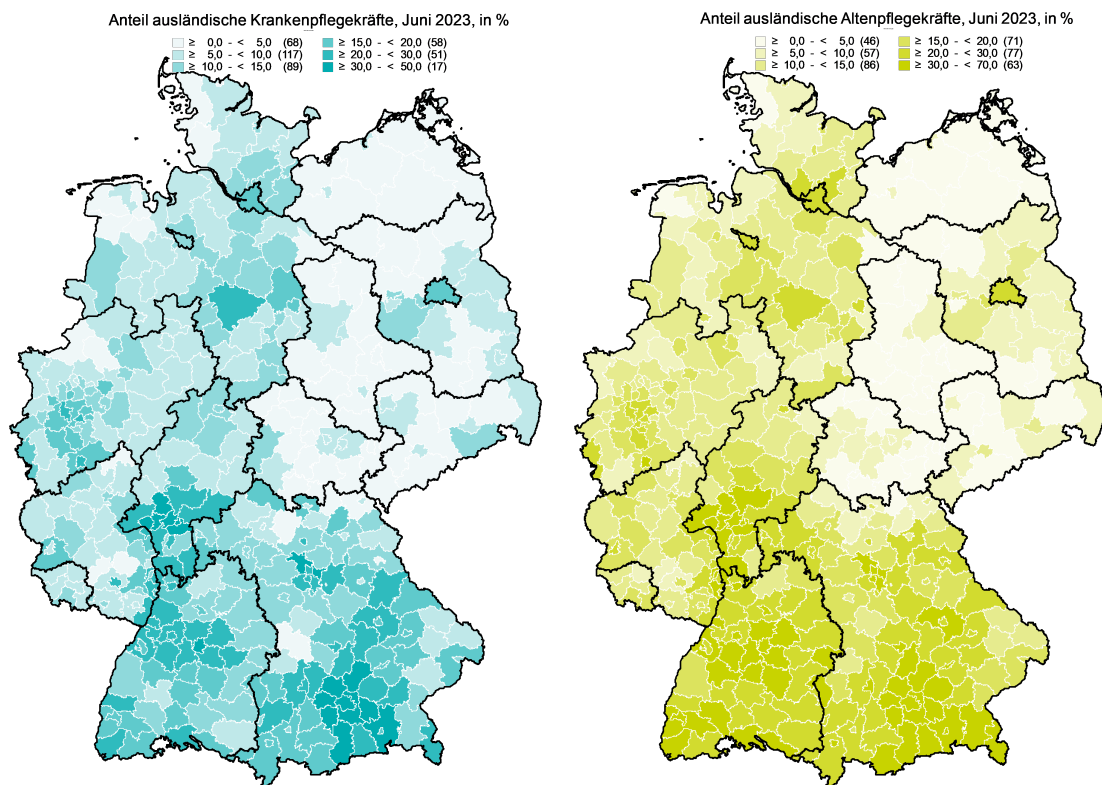 Anteil ausländische Krankenpflegekräfte, Juni 2023, in %
≥ 0,0 - < 5,0 (68) ≥ 15,0 - < 20,0 (58)
≥ 5,0 - < 10,0 (117) ≥ 20,0 - < 30,0 (51)
≥ 10,0 - < 15,0 (89) ≥ 30,0 - < 50,0 (17)
Anteil ausländische Altenpflegekräfte, Juni 2023, in %
≥ 0,0 - < 5,0 (46) ≥ 15,0 - < 20,0 (71)
≥ 5,0 - < 10,0 (57) ≥ 20,0 - < 30,0 (77)
≥ 10,0 - < 15,0 (86) ≥ 30,0 - < 70,0 (63)